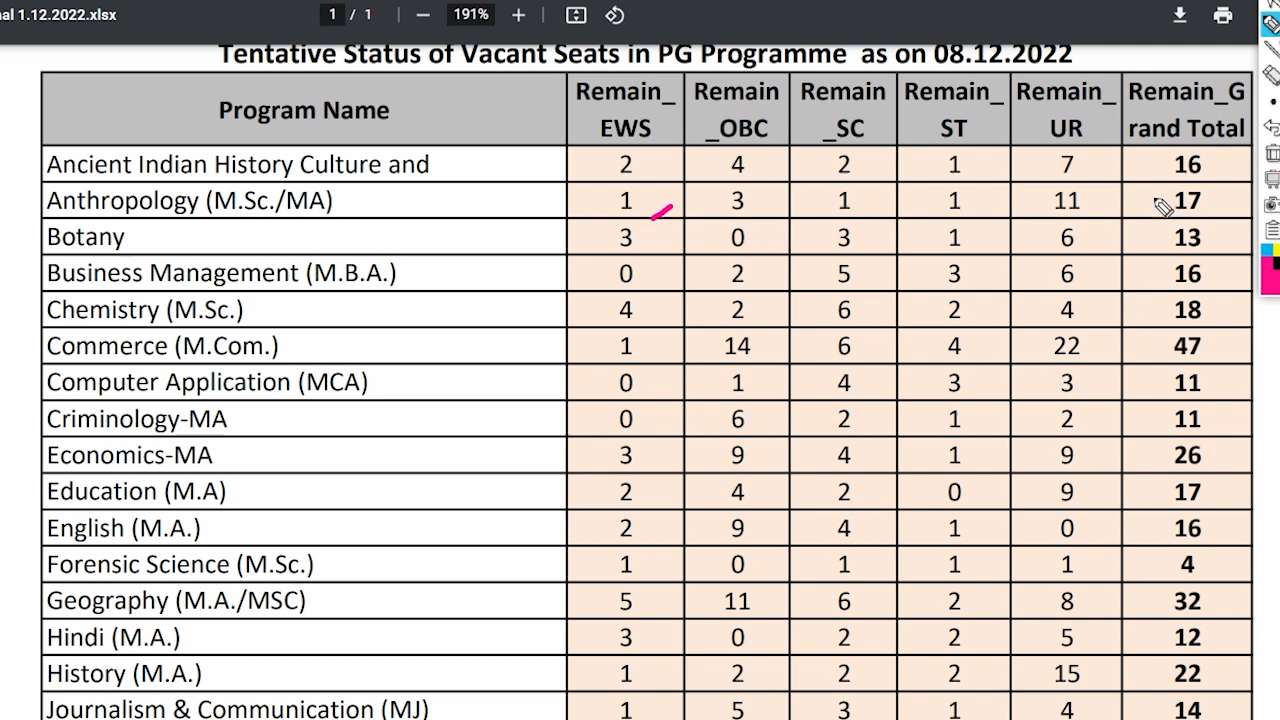 al 1.12.2022.xlsx 1 / 1 191%
Tentative Status of Vacant Seats in PG Programme as on 08.12.2022
Program Name Remain_EWS Remain_OBC Remain_SC Remain_ST Remain_UR Remain_Grand Total
Ancient Indian History Culture and 2 4 2 1 7 16
Anthropology (M.Sc./MA) 1 3 1 1 11 17
Botany 3 0 3 1 6 13
Business Management (M.B.A.) 0 2 5 3 6 16
Chemistry (M.Sc.) 4 2 6 2 4 18
Commerce (M.Com.) 1 14 6 4 22 47
Computer Application (MCA) 0 1 4 3 3 11
Criminology-MA 0 6 2 1 2 11
Economics-MA 3 9 4 1 9 26
Education (M.A) 2 4 2 0 9 17
English (M.A.) 2 9 4 1 0 16
Forensic Science (M.Sc.) 1 0 1 1 1 4
Geography (M.A./MSC) 5 11 6 2 8 32
Hindi (M.A.) 3 0 2 2 5 12
History (M.A.) 1 2 2 2 15 22
Journalism & Communication (MJ) 1 5 3 1 4 14